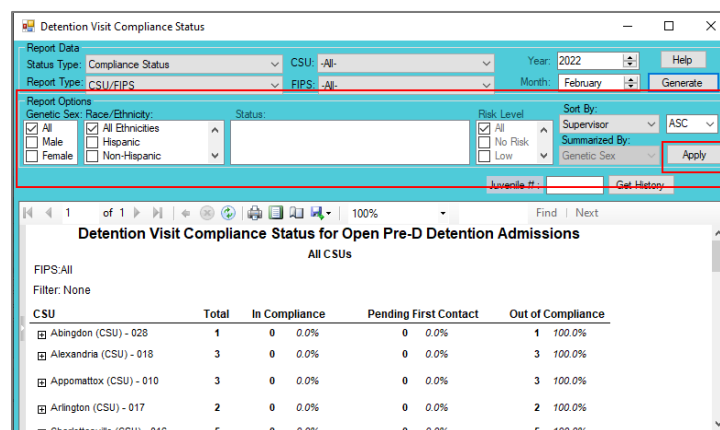 Detention Visit Compliance Status
Report Data
Status Type: Compliance Status CSU: -All- Year: 2022 Help
Report Type: CSU/FIPS FIPS: -All- Month: February Generate
Report Options
Genetic Sex: Race/Ethnicity: Status: Risk Level Sort By:
All All Ethnicities All Supervisor ASC
Male Hispanic No Risk Summarized By:
Female Non-Hispanic Low Genetic Sex Apply
Juvenile # : Get History
1 of 1 100% Find | Next
Detention Visit Compliance Status for Open Pre-D Detention Admissions
All CSUs
FIPS:All
Filter: None
CSU Total In Compliance Pending First Contact Out of Compliance
Abingdon (CSU) - 028 1 0 0.0% 0 0.0% 1 100.0%
Alexandria (CSU) - 018 3 0 0.0% 0 0.0% 3 100.0%
Appomattox (CSU) - 010 3 0 0.0% 0 0.0% 3 100.0%
Arlington (CSU) - 017 2 0 0.0% 0 0.0% 2 100.0%